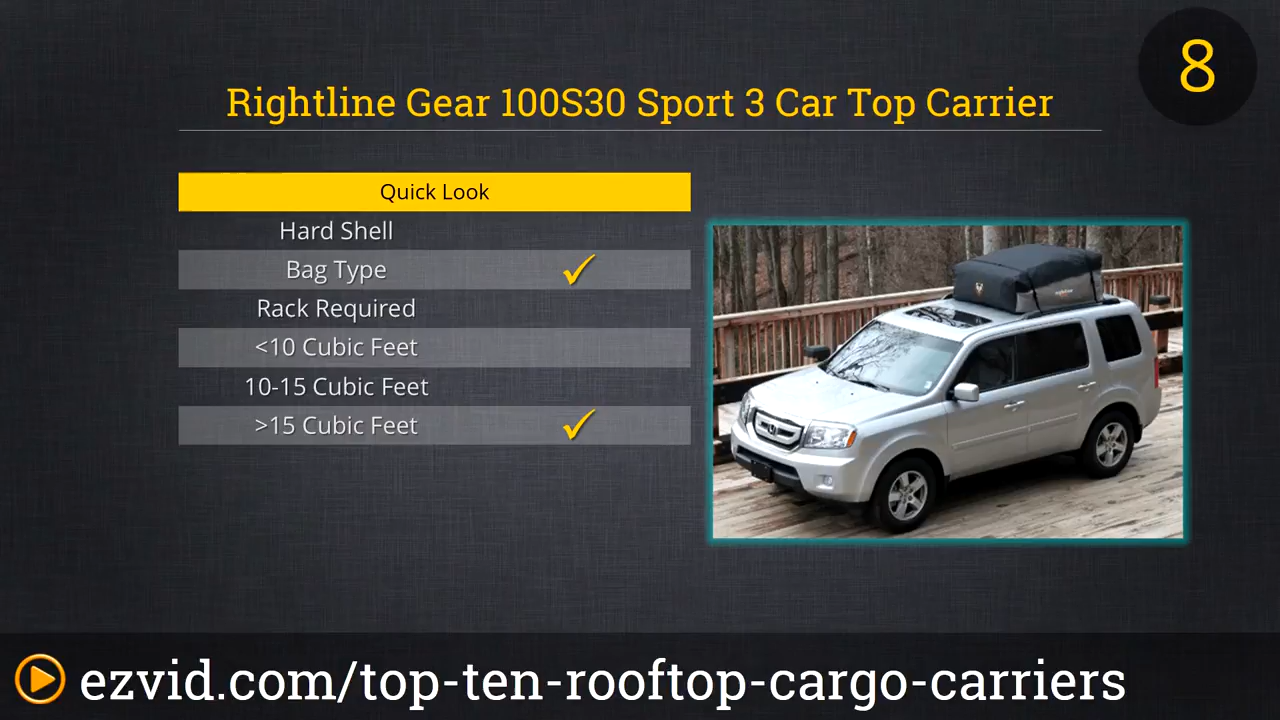 8
Rightline Gear 100S30 Sport 3 Car Top Carrier
Quick Look
Hard Shell
Bag Type ✓
Rack Required
<10 Cubic Feet
10-15 Cubic Feet
>15 Cubic Feet ✓
ezvid.com/top-ten-rooftop-cargo-carriers